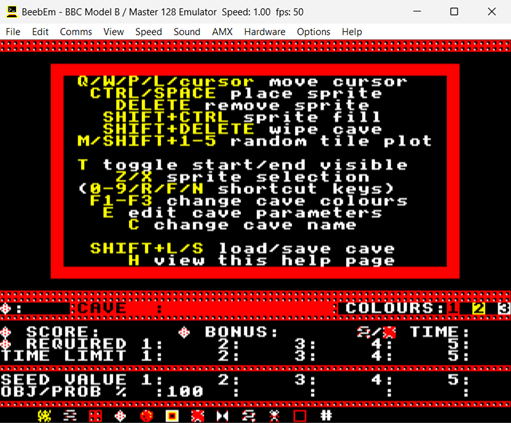 BeebEm - BBC Model B / Master 128 Emulator Speed: 1.00 fps: 50
File Edit Comms View Speed Sound AMX Hardware Options Help
Q/W/P/L/cursor move cursor
CTRL/SPACE place sprite
DELETE remove sprite
SHIFT+CTRL sprite fill
SHIFT+DELETE wipe cave
M/SHIFT+1-5 random tile plot
T toggle start/end visible
Z/X sprite selection
(0-9/R/F/N shortcut keys)
F1-F3 change cave colours
E edit cave parameters
C change cave name
SHIFT+L/S load/save cave
H view this help page
: CAVE : COLOURS:1 2 3
SCORE: BONUS: / TIME:
REQUIRED 1: 2: 3: 4: 5:
TIME LIMIT 1: 2: 3: 4: 5:
SEED VALUE 1: 2: 3: 4: 5:
OBJ/PROB % :100 : : : :
#